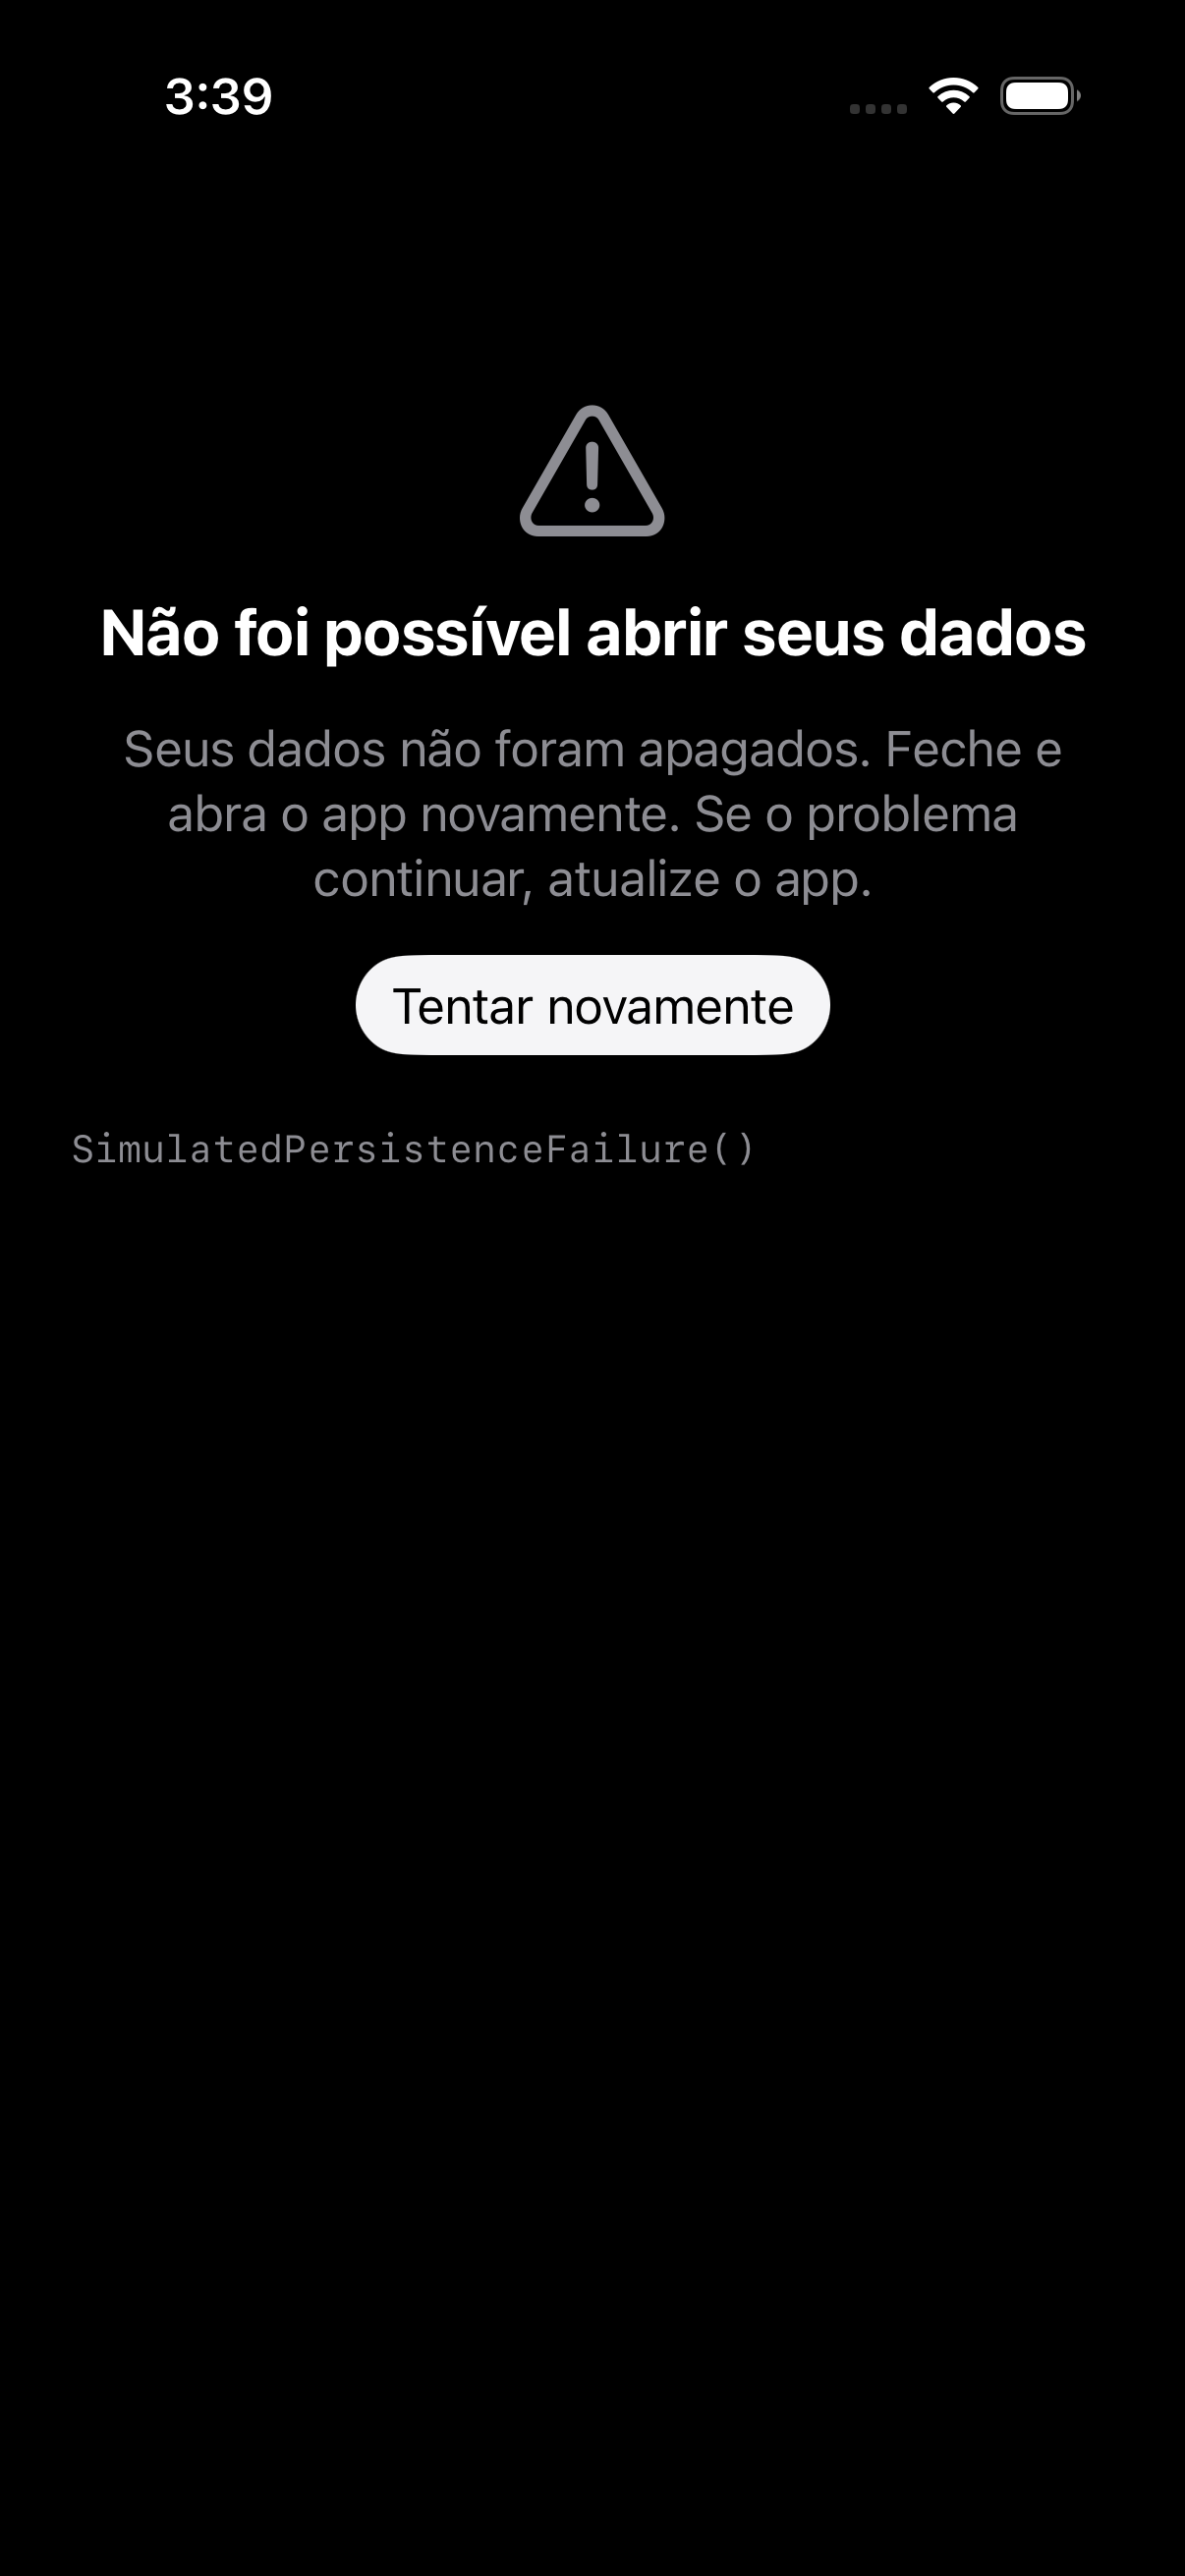 3:39
Não foi possível abrir seus dados
Seus dados não foram apagados. Feche e
abra o app novamente. Se o problema
continuar, atualize o app.
Tentar novamente
SimulatedPersistenceFailure()